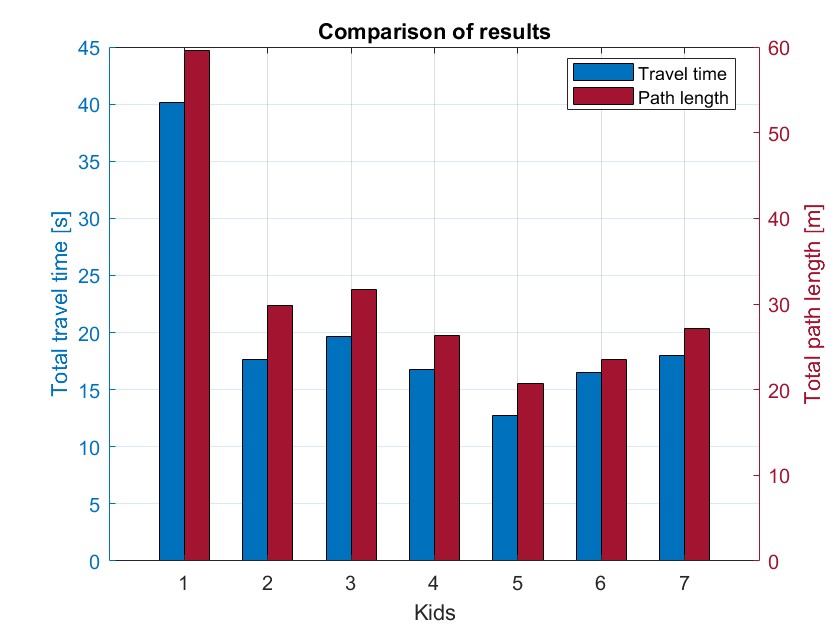 Comparison of results
Travel time
Path length
Total travel time [s]
45
40
35
30
25
20
15
10
5
0
60
50
40
30
20
10
0
Total path length [m]
1 2 3 4 5 6 7
Kids